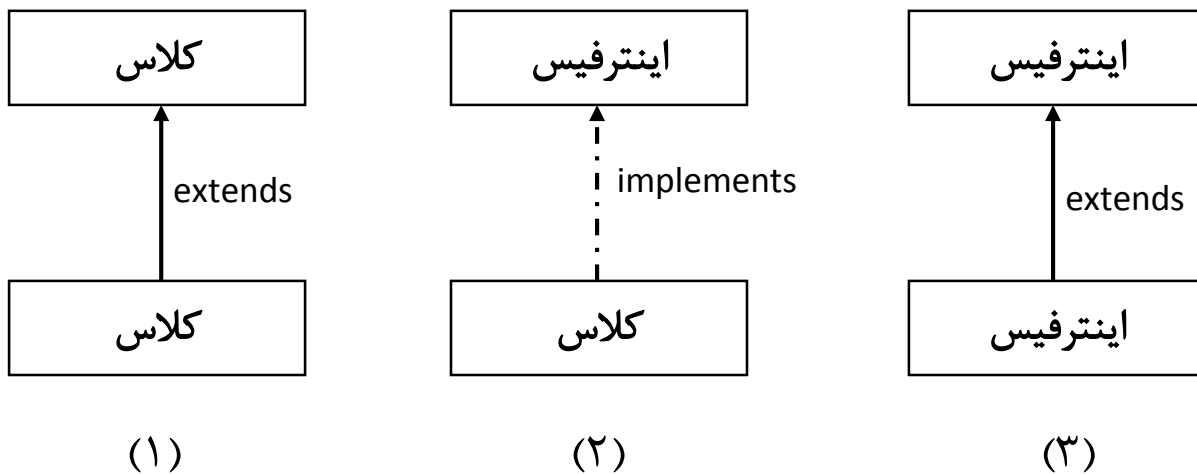 کلاس
extends
کلاس
(۱)
اینترفیس
implements
کلاس
(۲)
اینترفیس
extends
اینترفیس
(۳)